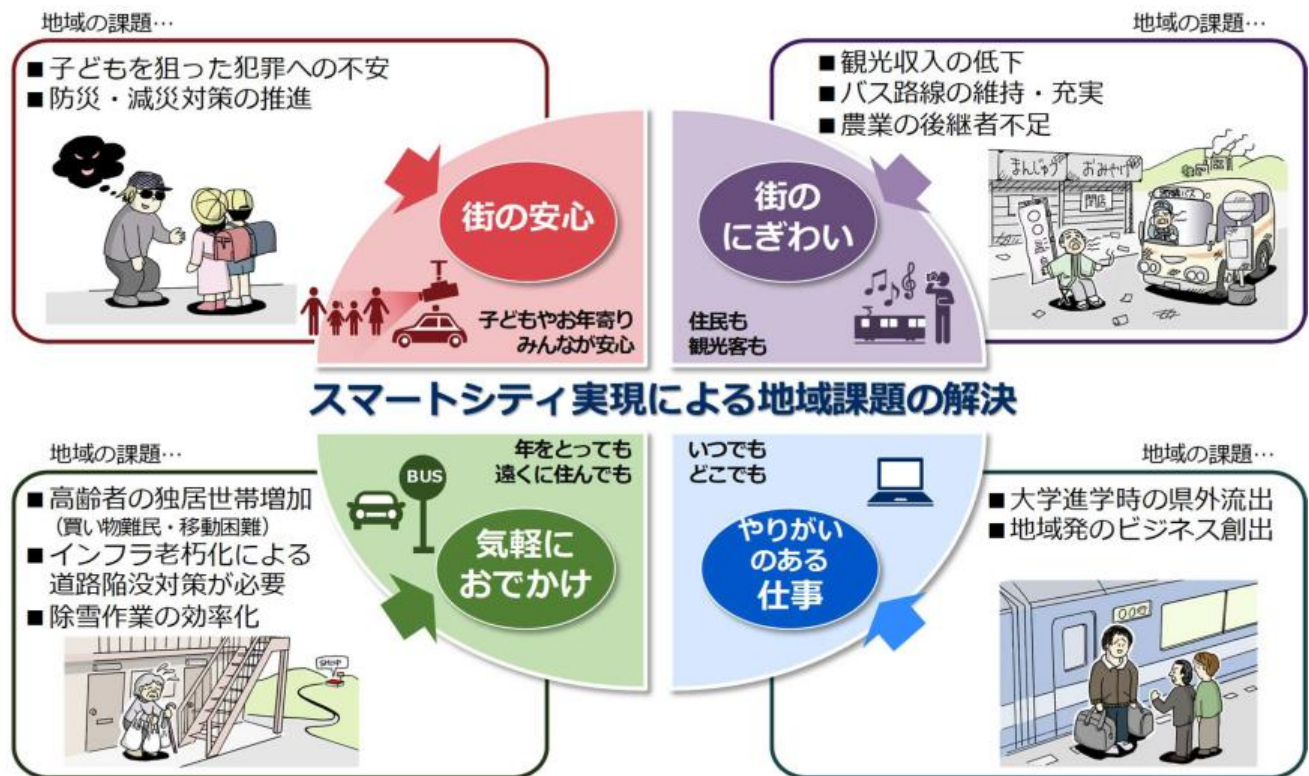 地域の課題…
■子どもを狙った犯罪への不安
■防災・減災対策の推進
街の安心
子どもやお年寄り
みんなが安心
地域の課題…
■観光収入の低下
■バス路線の維持・充実
■農業の後継者不足
まんじゅう
おみやげ
閉店
街の
にぎわい
住民も
観光客も
スマートシティ実現による地域課題の解決
地域の課題…
■高齢者の独居世帯増加
(買い物難民・移動困難)
■インフラ老朽化による
道路陥没対策が必要
■除雪作業の効率化
SHOP
年をとっても
遠くに住んでも
BUS
気軽に
おでかけ
いつでも
どこでも
やりがい
のある
仕事
地域の課題…
■大学進学時の県外流出
■地域発のビジネス創出